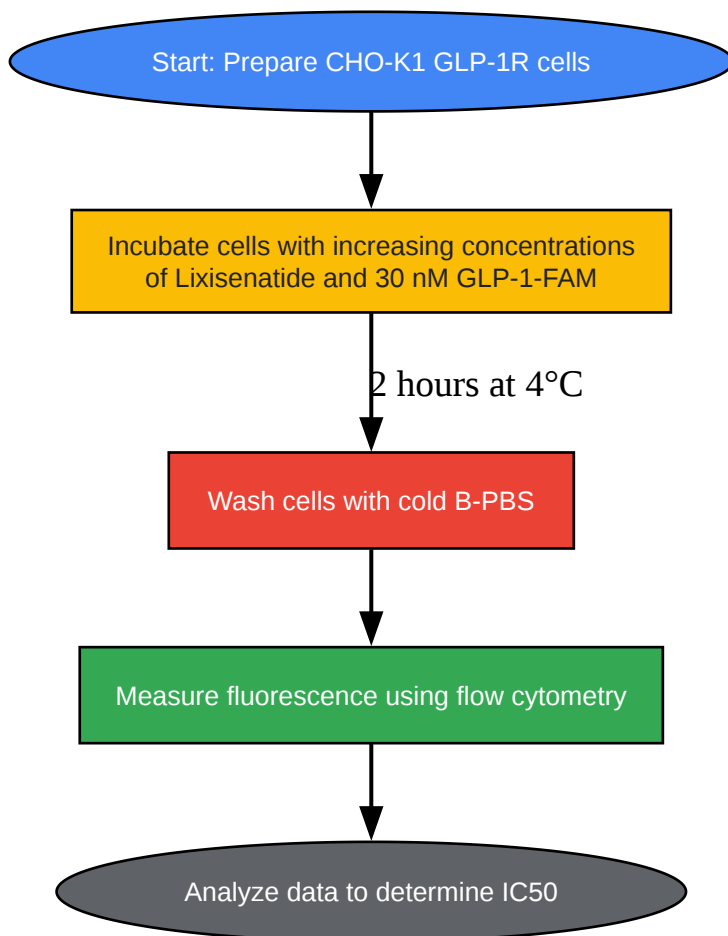 Start: Prepare CHO-K1 GLP-1R cells
Incubate cells with increasing concentrations
of Lixisenatide and 30 nM GLP-1-FAM
2 hours at 4°C
Wash cells with cold B-PBS
Measure fluorescence using flow cytometry
Analyze data to determine IC50